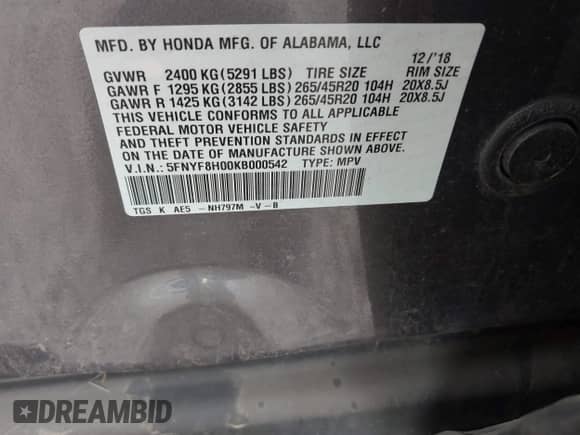 MFD. BY HONDA MFG. OF ALABAMA, LLC
12/'18
GVWR 2400 KG(5291 LBS) TIRE SIZE RIM SIZE
GAWR F 1295 KG(2855 LBS) 265/45R20 104H 20X8.5J
GAWR R 1425 KG(3142 LBS) 265/45R20 104H 20X8.5J
THIS VEHICLE CONFORMS TO ALL APPLICABLE
FEDERAL MOTOR VEHICLE SAFETY
AND THEFT PREVENTION STANDARDS IN EFFECT
ON THE DATE OF MANUFACTURE SHOWN ABOVE.
V.I.N.: 5FNYF8H00KB000542 TYPE: MPV
TGS K AE5 -NH797M -V-B
DREAMBID